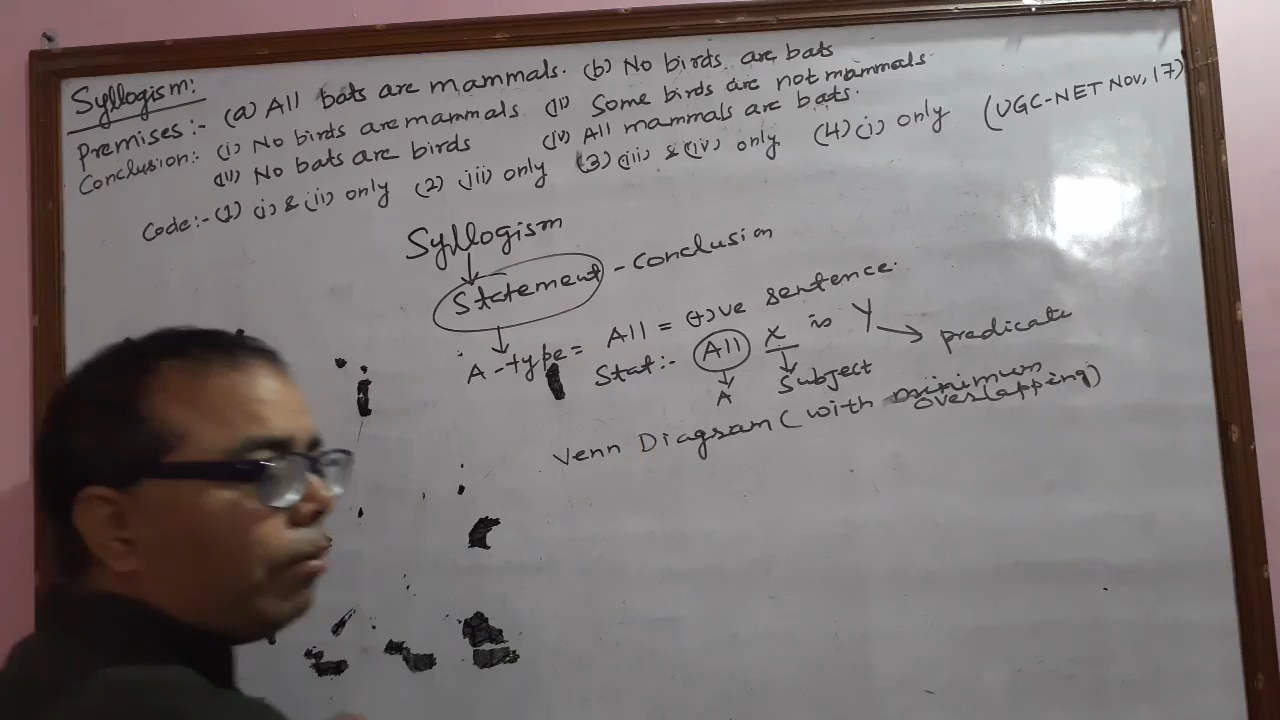 Syllogism:
Premises:- (a) All bats are mammals. (b) No birds are bats
Conclusion:- (i) No birds are mammals (ii) Some birds are not mammals.
(iii) No bats are birds (iv) All mammals are bats.
Code:- (1) (i) & (ii) only (2) (iii) only (3) (iii) & (iv) only (4) (i) only (UGC-NET Nov, 17)
Syllogism
Statement - Conclusion
A-type = All = (+)ve sentence.
Stat:- All X is Y → predicate
A Subject
Venn Diagram (with minimum
overlapping)